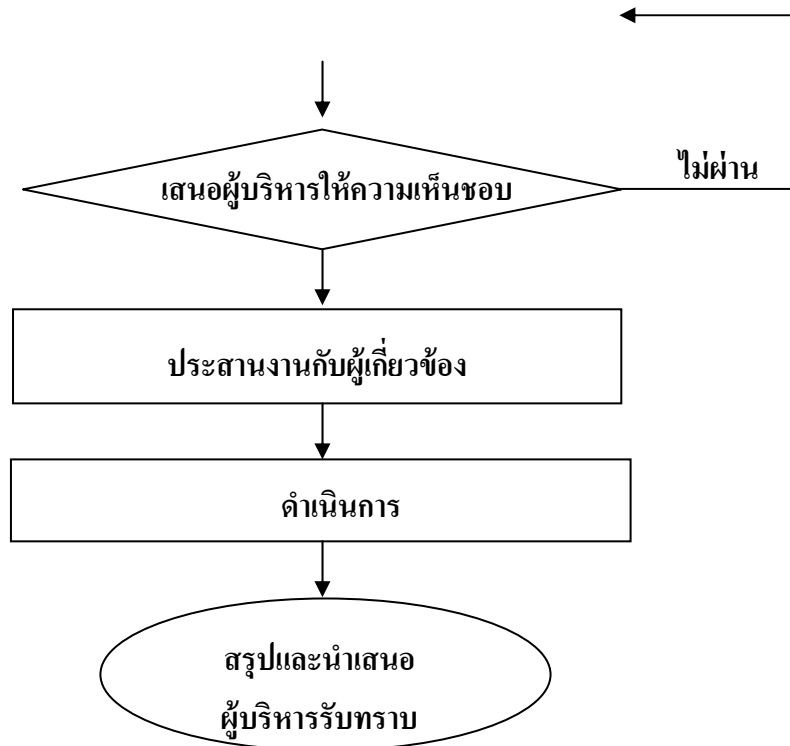 เสนอผู้บริหารให้ความเห็นชอบ
ไม่ผ่าน
ประสานงานกับผู้เกี่ยวข้อง
ดำเนินการ
สรุปและนำเสนอ
ผู้บริหารรับทราบ